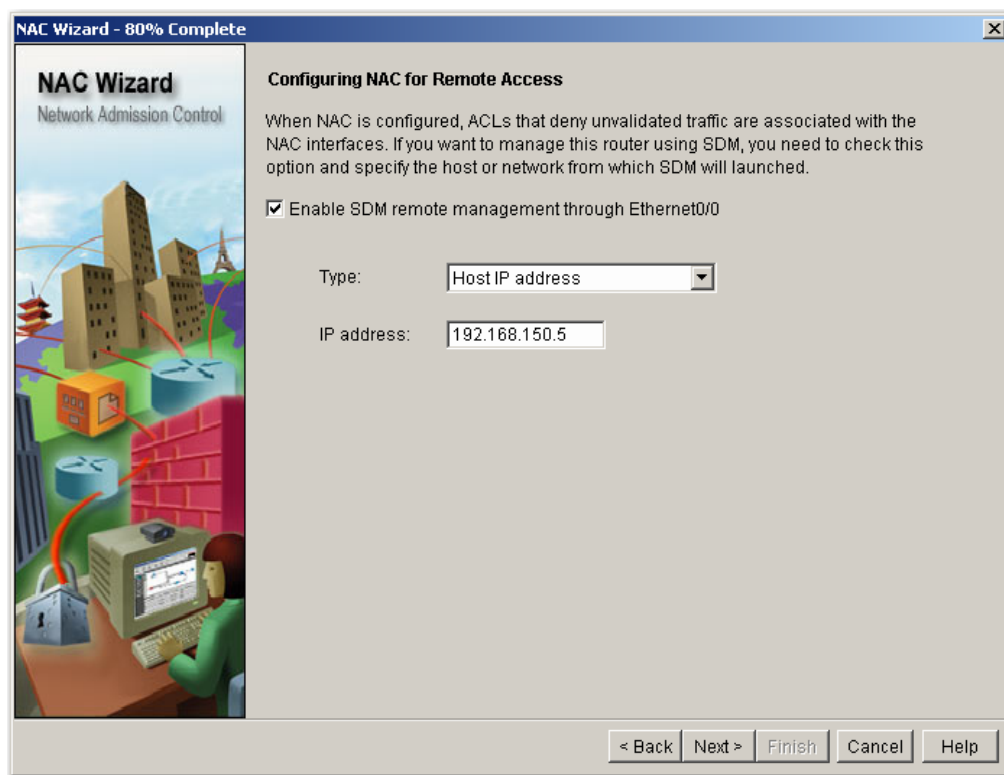 NAC Wizard - 80% Complete
NAC Wizard
Network Admission Control
Configuring NAC for Remote Access
When NAC is configured, ACLs that deny unvalidated traffic are associated with the
NAC interfaces. If you want to manage this router using SDM, you need to check this
option and specify the host or network from which SDM will launched.
Enable SDM remote management through Ethernet0/0
Type: Host IP address
IP address: 192.168.150.5
< Back Next > Finish Cancel Help